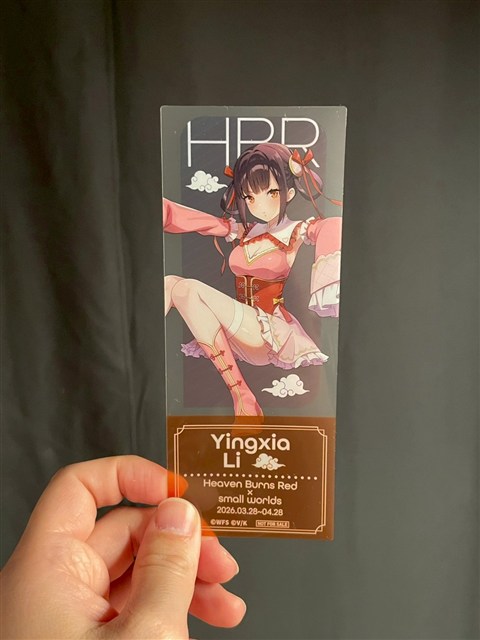 HBR
Yingxia
Li
Heaven Burns Red
×
small worlds
2026.03.28~04.28
©WFS ©V/K NOT FOR SALE